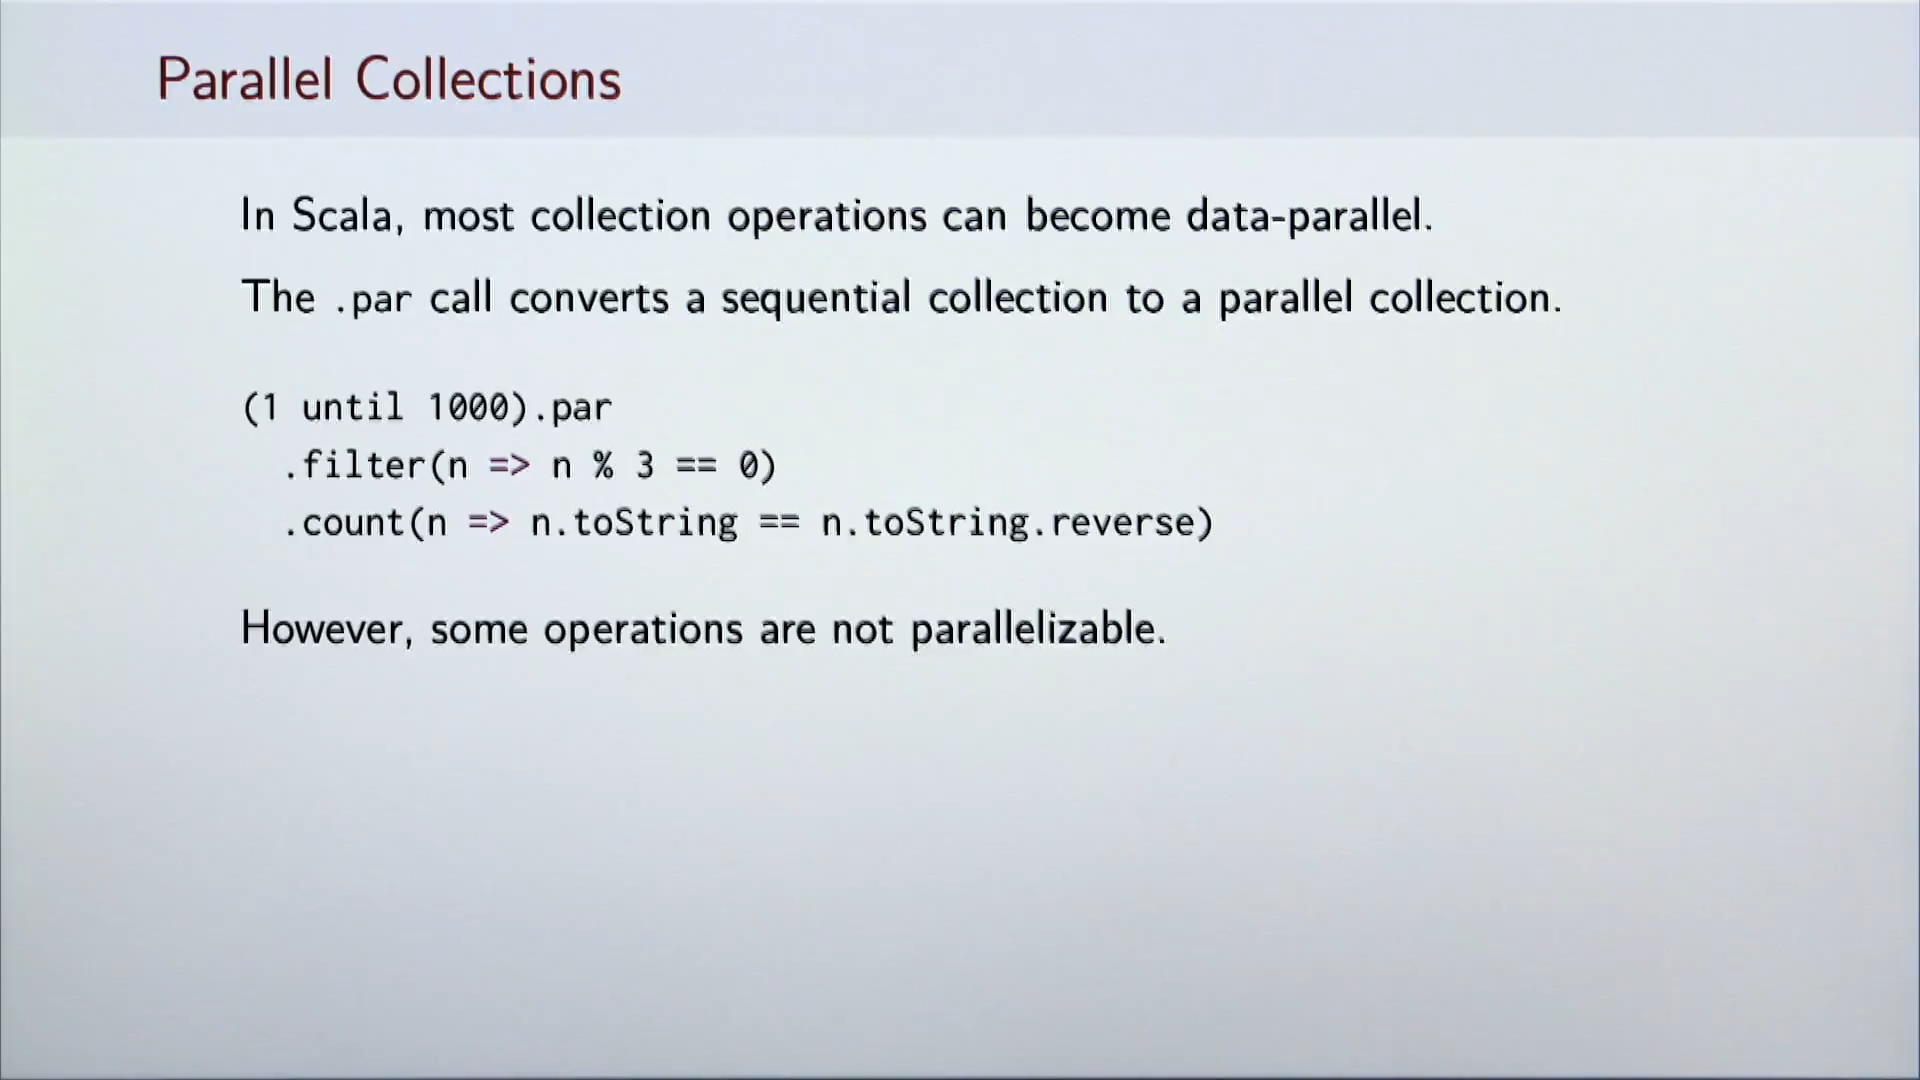 Parallel Collections
In Scala, most collection operations can become data-parallel.
The .par call converts a sequential collection to a parallel collection.
(1 until 1000).par
  .filter(n => n % 3 == 0)
  .count(n => n.toString == n.toString.reverse)
However, some operations are not parallelizable.